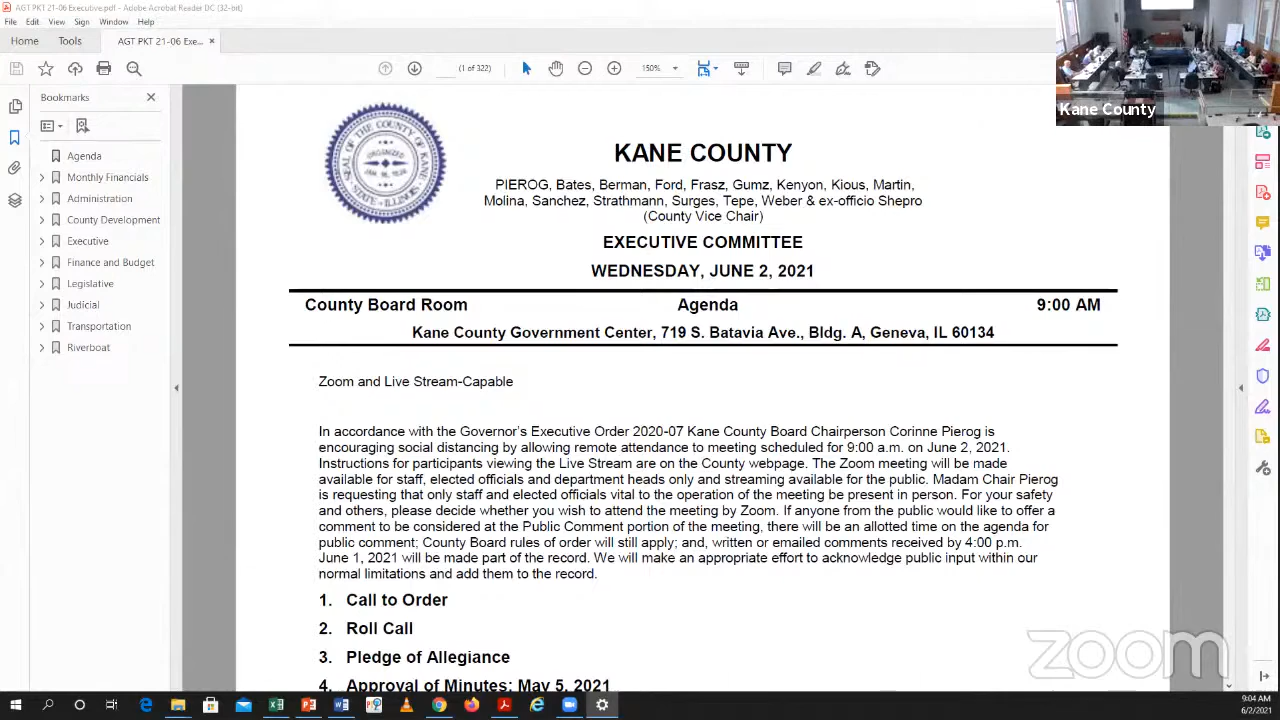 AGT PKT 21-06 Executive.pdf - Adobe Acrobat Reader DC (32-bit)
File Edit View Sign Window Help
Home Tools AGT PKT 21-06 Exe... ×
(1 of 322) 150%
Kane County
Bookmarks
Agenda
Monthly Financials
Administration
County Development
Executive
Finance and Budget
Legislative
Judicial
Transportation
Riverboat
SEAL OF THE COUNTY OF KANE
STATE OF ILLINOIS
ORGANIZED
KANE COUNTY
PIEROG, Bates, Berman, Ford, Frasz, Gumz, Kenyon, Kious, Martin,
Molina, Sanchez, Strathmann, Surges, Tepe, Weber & ex-officio Shepro
(County Vice Chair)
EXECUTIVE COMMITTEE
WEDNESDAY, JUNE 2, 2021
County Board Room Agenda 9:00 AM
Kane County Government Center, 719 S. Batavia Ave., Bldg. A, Geneva, IL 60134
Zoom and Live Stream-Capable
In accordance with the Governor's Executive Order 2020-07 Kane County Board Chairperson Corinne Pierog is
encouraging social distancing by allowing remote attendance to meeting scheduled for 9:00 a.m. on June 2, 2021.
Instructions for participants viewing the Live Stream are on the County webpage. The Zoom meeting will be made
available for staff, elected officials and department heads only and streaming available for the public. Madam Chair Pierog
is requesting that only staff and elected officials vital to the operation of the meeting be present in person. For your safety
and others, please decide whether you wish to attend the meeting by Zoom. If anyone from the public would like to offer a
comment to be considered at the Public Comment portion of the meeting, there will be an allotted time on the agenda for
public comment; County Board rules of order will still apply; and, written or emailed comments received by 4:00 p.m.
June 1, 2021 will be made part of the record. We will make an appropriate effort to acknowledge public input within our
normal limitations and add them to the record.
1. Call to Order
2. Roll Call
3. Pledge of Allegiance
4. Approval of Minutes: May 5, 2021
zoom
9:04 AM
6/2/2021